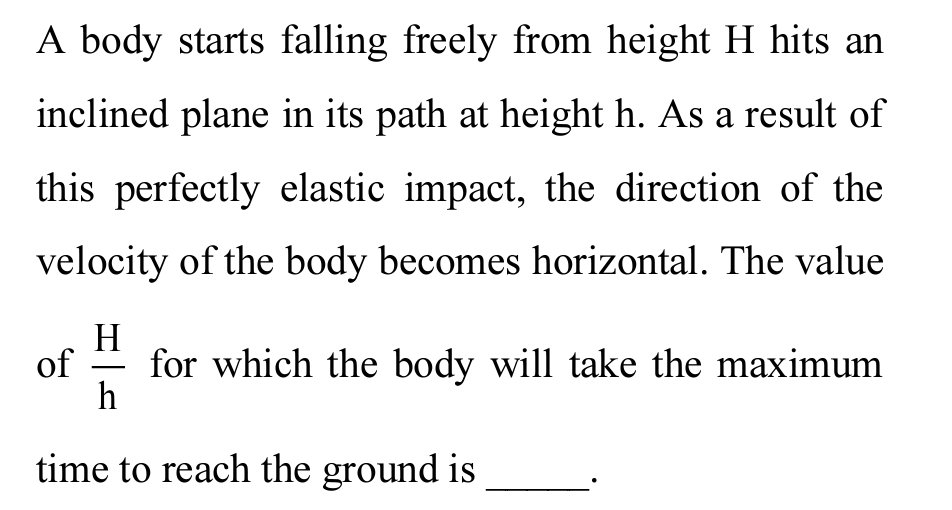 A body starts falling freely from height H hits an
inclined plane in its path at height h. As a result of
this perfectly elastic impact, the direction of the
velocity of the body becomes horizontal. The value
of H/h for which the body will take the maximum
time to reach the ground is _____.